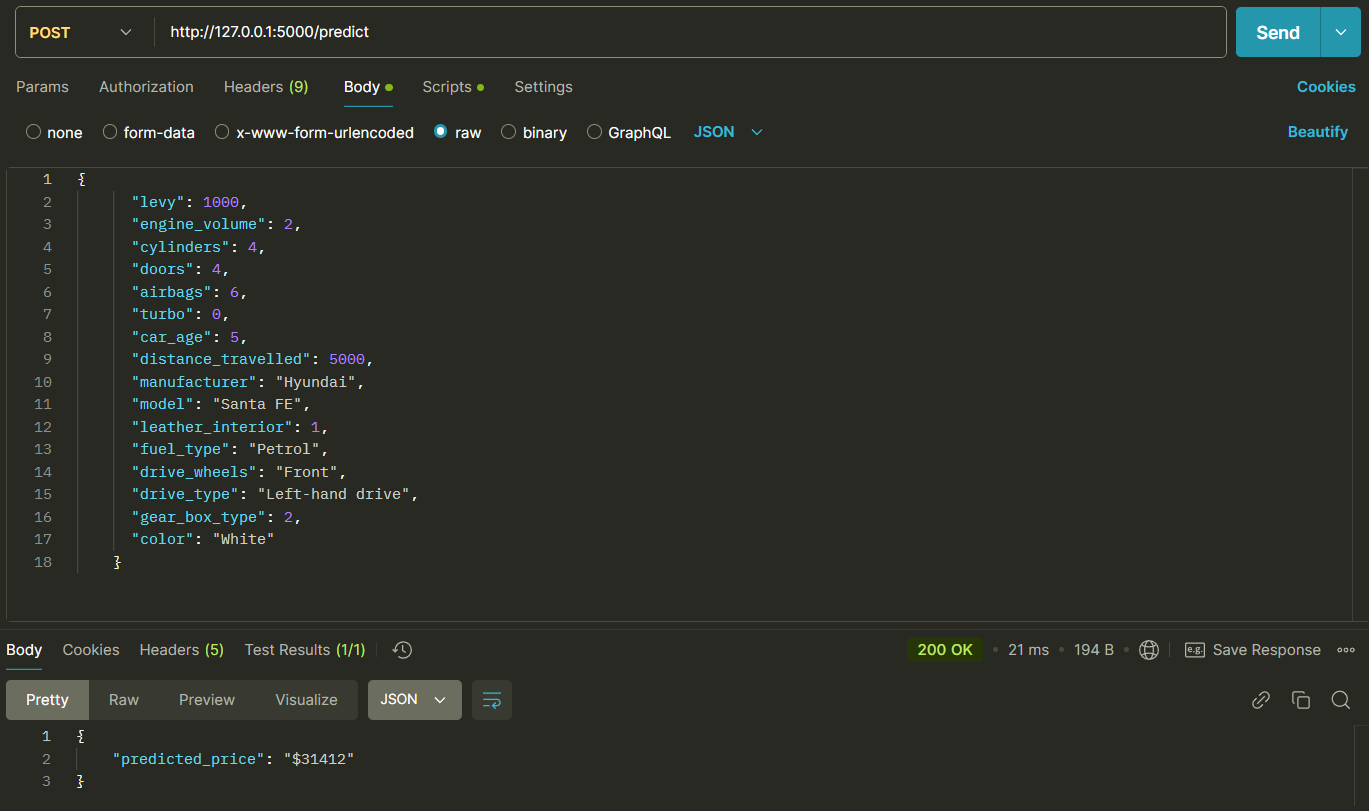 POST http://127.0.0.1:5000/predict Send
Params Authorization Headers (9) Body Scripts Settings Cookies
none form-data x-www-form-urlencoded raw binary GraphQL JSON Beautify
1 {
2 "levy": 1000,
3 "engine_volume": 2,
4 "cylinders": 4,
5 "doors": 4,
6 "airbags": 6,
7 "turbo": 0,
8 "car_age": 5,
9 "distance_travelled": 5000,
10 "manufacturer": "Hyundai",
11 "model": "Santa FE",
12 "leather_interior": 1,
13 "fuel_type": "Petrol",
14 "drive_wheels": "Front",
15 "drive_type": "Left-hand drive",
16 "gear_box_type": 2,
17 "color": "White"
18 }
Body Cookies Headers (5) Test Results (1/1) 200 OK 21 ms 194 B e.g. Save Response
Pretty Raw Preview Visualize JSON
1 {
2 "predicted_price": "$31412"
3 }